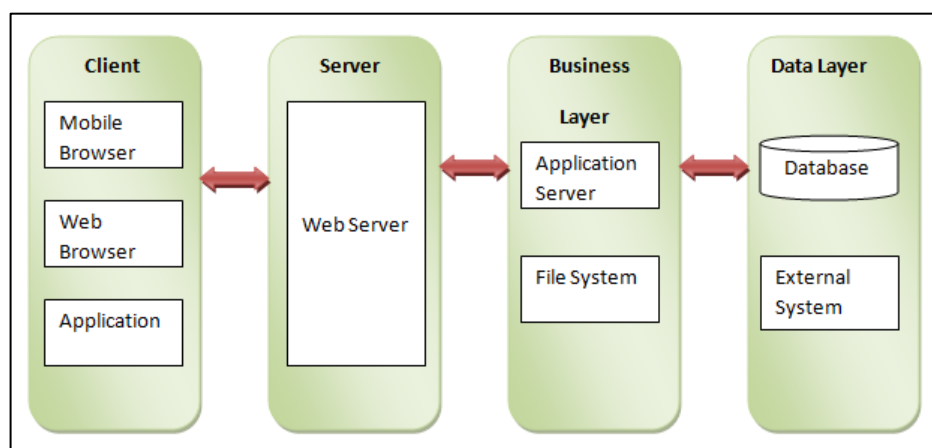 Client
Mobile
Browser
Web
Browser
Application
Server
Web Server
Business
Layer
Application
Server
File System
Data Layer
Database
External
System